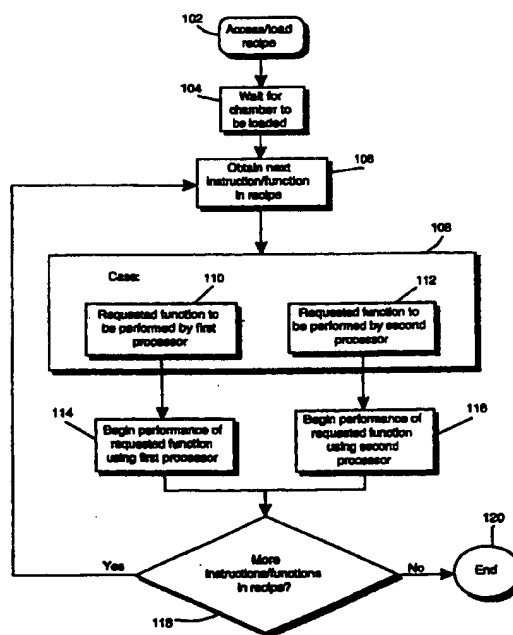 102
Access/load
recipe
104
Wait for
chamber to
be loaded
106
Obtain next
instruction/function
in recipe
108
Case:
110
Requested function to
be performed by first
processor
112
Requested function to
be performed by second
processor
114
Begin performance of
requested function
using first processor
116
Begin performance of
requested function
using second
processor
Yes
More
instructions/functions
in recipe?
No
120
End
118